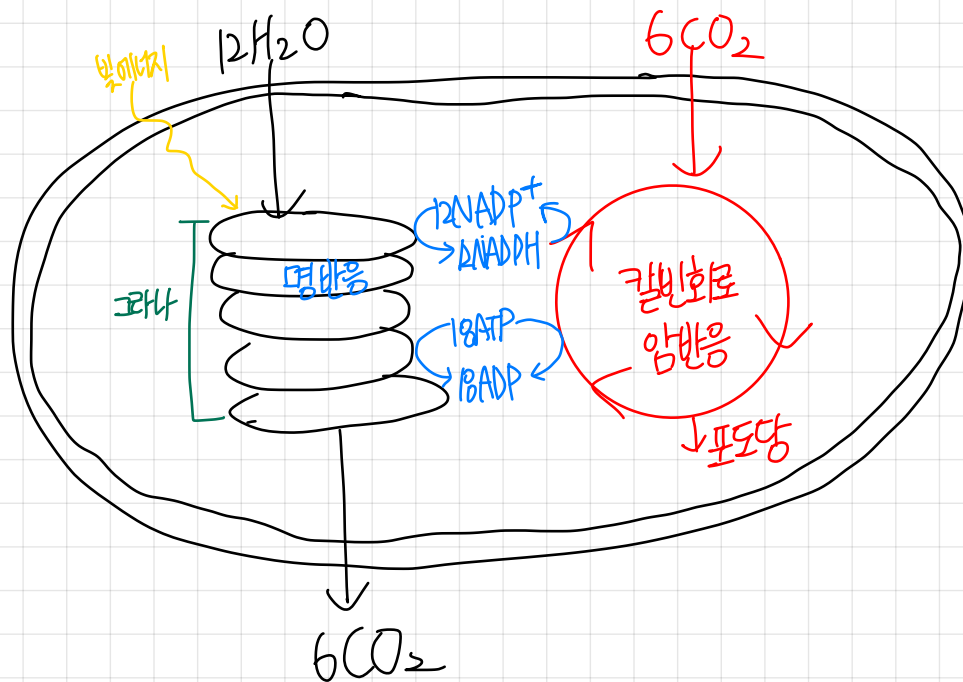 12H₂O
6CO₂
빛에너지
12NADP⁺
12NADPH
명반응
그라나
18ATP
18ADP
캘빈회로
암반응
포도당
6CO₂